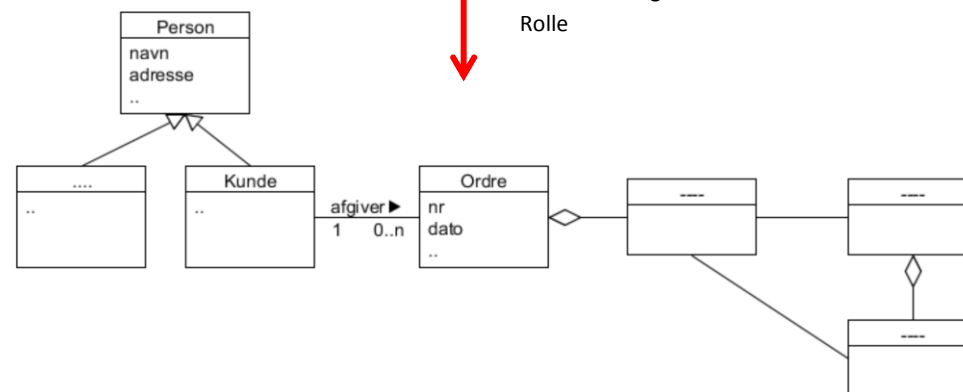 Rolle
Person
navn
adresse
..
....
..
Kunde
..
afgiver
1 0..n
Ordre
nr
dato
..
----
----
----